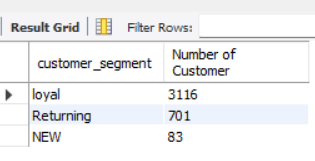 Result Grid Filter Rows:
customer_segment Number of
Customer
loyal 3116
Returning 701
NEW 83